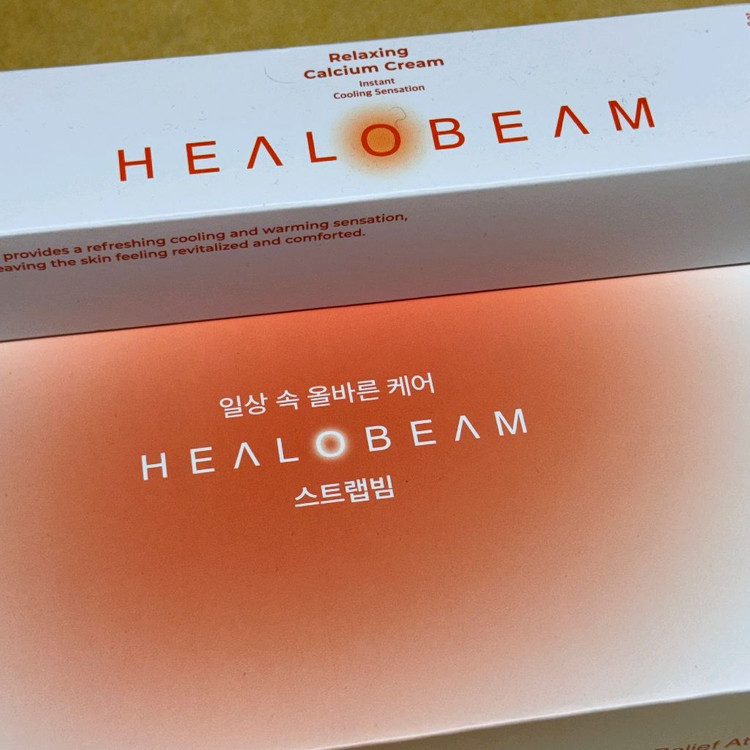 Relaxing
Calcium Cream
Instant
Cooling Sensation
HEALOBEAM
provides a refreshing cooling and warming sensation,
the skin feeling revitalized and comforted.
일상 속 올바른 케어
HEALOBEAM
스트랩빔